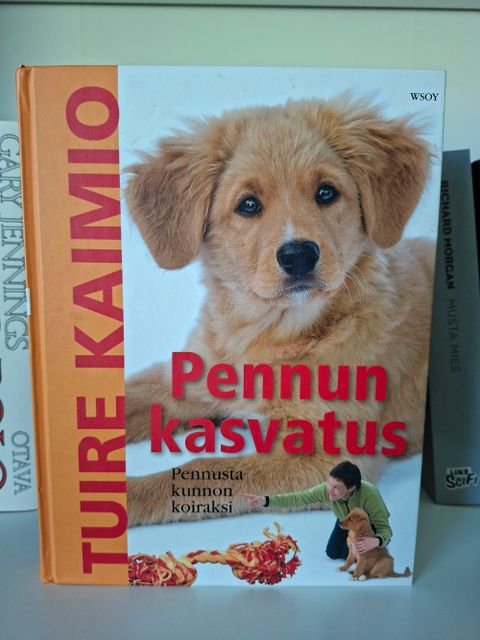 TUIRE KAIMIO
WSOY
Pennun
kasvatus
Pennusta
kunnon
koiraksi
GARY JENNINGS
OTAVA
RICHARD MORGAN
MUSTA MIES
LIKE
SCIFI